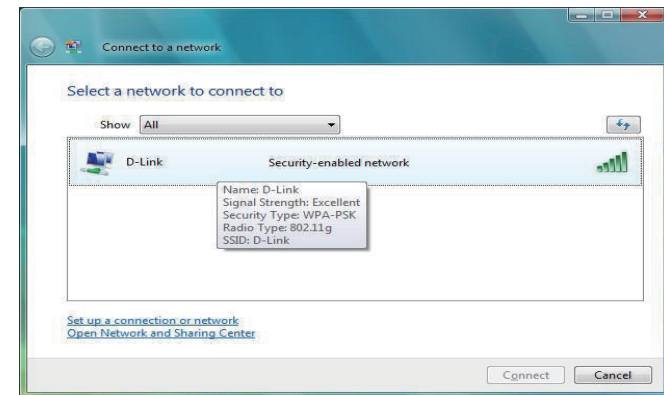 Connect to a network
Select a network to connect to
Show All
D-Link Security-enabled network
Name: D-Link
Signal Strength: Excellent
Security Type: WPA-PSK
Radio Type: 802.11g
SSID: D-Link
Set up a connection or network
Open Network and Sharing Center
Connect Cancel